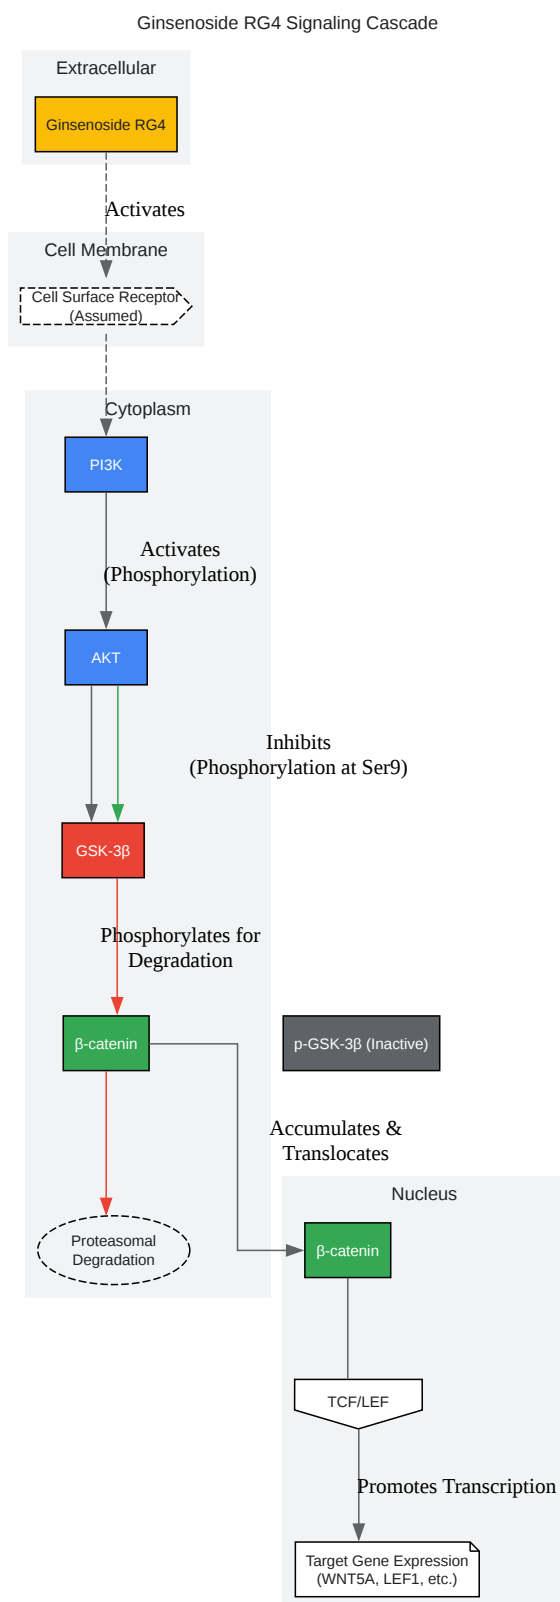 Ginsenoside RG4 Signaling Cascade
Extracellular
Ginsenoside RG4
Activates
Cell Membrane
Cell Surface Receptor
(Assumed)
Cytoplasm
PI3K
Activates
(Phosphorylation)
AKT
Inhibits
(Phosphorylation at Ser9)
GSK-3β
Phosphorylates for
Degradation
β-catenin
p-GSK-3β (Inactive)
Accumulates &
Translocates
Nucleus
Proteasomal
Degradation
β-catenin
TCF/LEF
Promotes Transcription
Target Gene Expression
(WNT5A, LEF1, etc.)